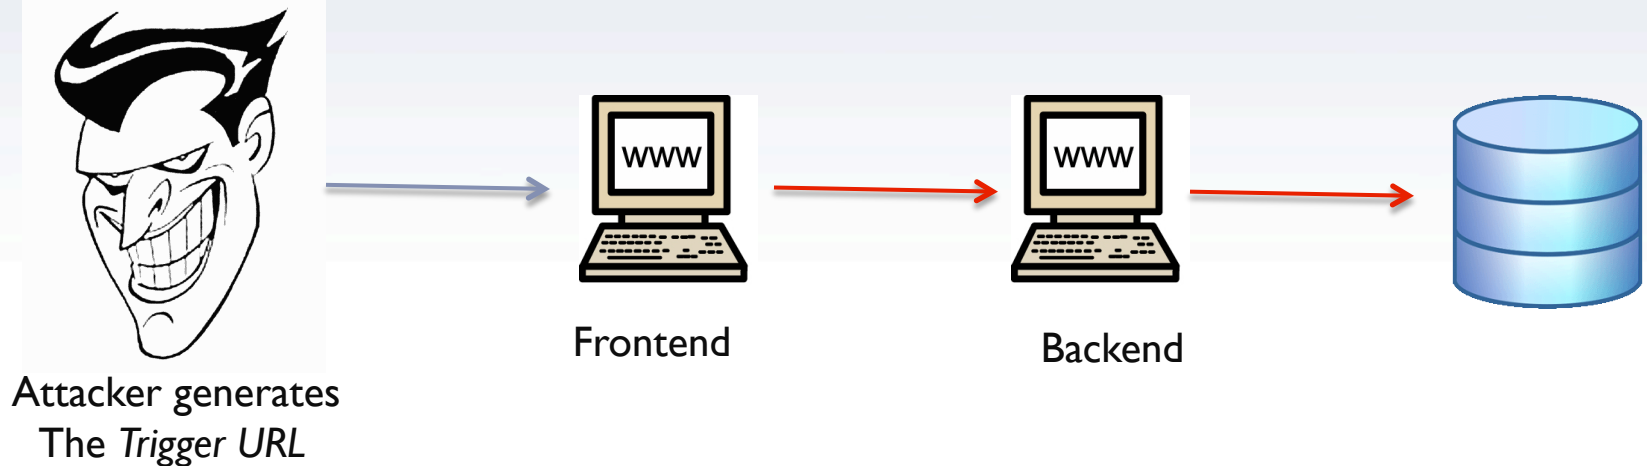 WWW
WWW
Frontend
Backend
Attacker generates
The Trigger URL